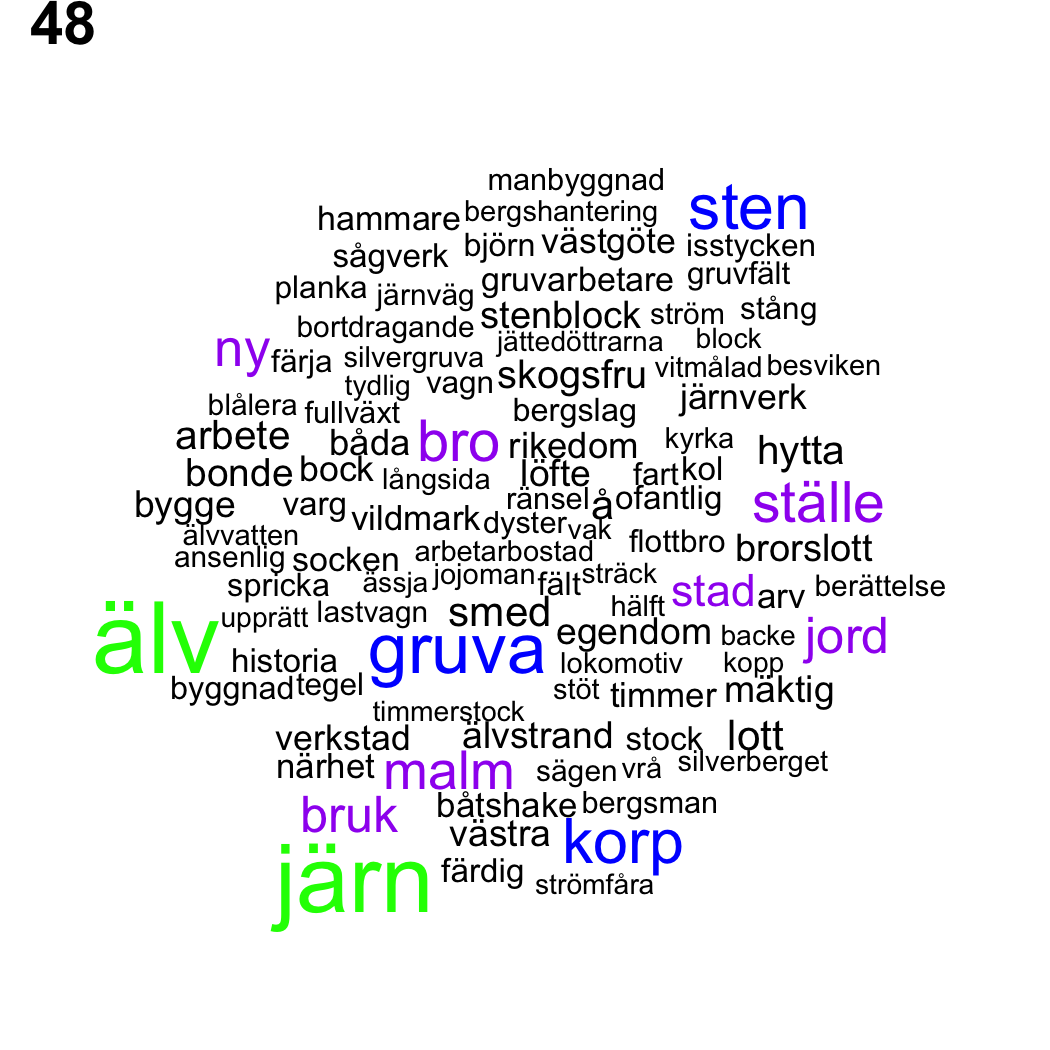 48
manbyggnad
hammare bergshantering sten
sågverk björn västgöte isstycken
planka järnväg gruvarbetare gruvfält
bortdragande stenblock ström stång
ny färja silvergruva jättedöttrarna block
tydlig vagn skogsfru vitmålad besviken
blålera fullväxt bergslag järnverk
arbete båda bro rikedom kyrka hytta
bonde bock långsida löfte fart kol
bygge varg ränsel å ofantlig ställe
älvvatten vildmark dyster vak flottbro brorslott
ansenlig socken arbetarbostad
spricka ässja jojoman fält sträck stad arv berättelse
älv upprätt lastvagn smed hälft
historia gruva egendom backe jord
byggnad tegel lokomotiv kopp
stöt timmer mäktig
timmerstock
verkstad älvstrand stock lott
närhet malm sägen vrå silverberget
bruk båtshake bergsman
västra korp
järn färdig strömfåra